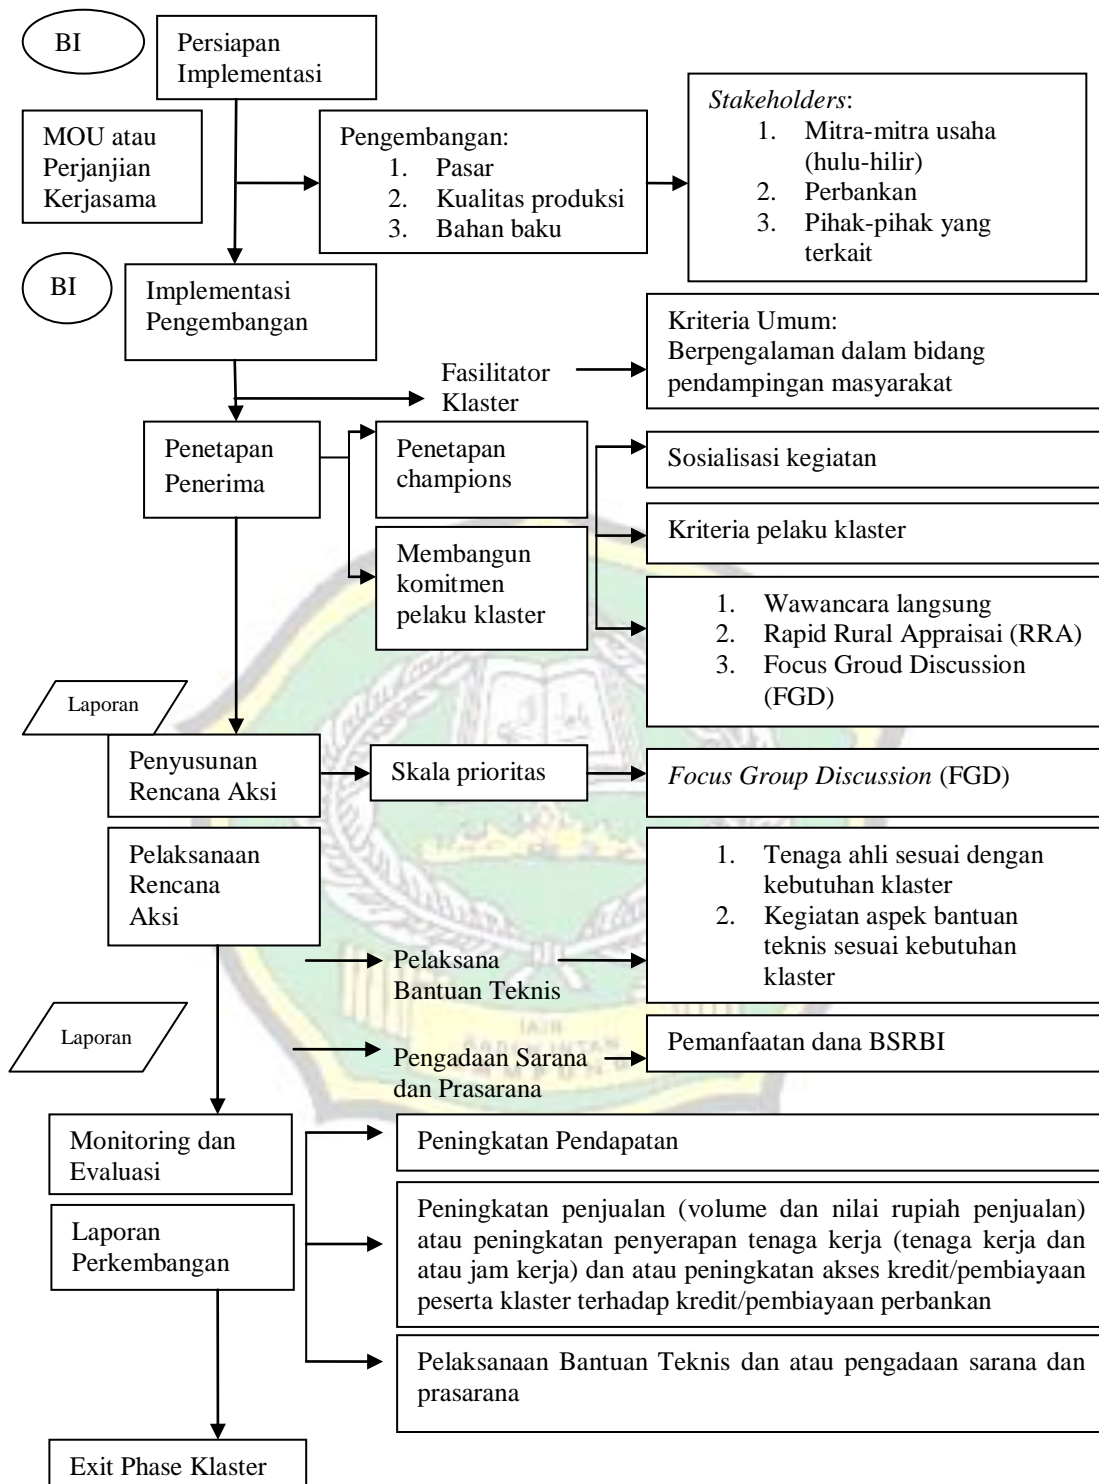 BI
Persiapan
Implementasi
MOU atau
Perjanjian
Kerjasama
Pengembangan:
1. Pasar
2. Kualitas produksi
3. Bahan baku
Stakeholders:
1. Mitra-mitra usaha
(hulu-hilir)
2. Perbankan
3. Pihak-pihak yang
terkait
BI
Implementasi
Pengembangan
Fasilitator
Klaster
Kriteria Umum:
Berpengalaman dalam bidang
pendampingan masyarakat
Penetapan
Penerima
Penetapan
champions
Membangun
komitmen
pelaku klaster
Sosialisasi kegiatan
Kriteria pelaku klaster
1. Wawancara langsung
2. Rapid Rural Appraisai (RRA)
3. Focus Groud Discussion
(FGD)
Laporan
Penyusunan
Rencana Aksi
Skala prioritas
Focus Group Discussion (FGD)
Pelaksanaan
Rencana
Aksi
Pelaksana
Bantuan Teknis
1. Tenaga ahli sesuai dengan
kebutuhan klaster
2. Kegiatan aspek bantuan
teknis sesuai kebutuhan
klaster
Laporan
Pengadaan Sarana
dan Prasarana
Pemanfaatan dana BSRBI
IAIN
Monitoring dan
Evaluasi
Peningkatan Pendapatan
Laporan
Perkembangan
Peningkatan penjualan (volume dan nilai rupiah penjualan)
atau peningkatan penyerapan tenaga kerja (tenaga kerja dan
atau jam kerja) dan atau peningkatan akses kredit/pembiayaan
peserta klaster terhadap kredit/pembiayaan perbankan
Pelaksanaan Bantuan Teknis dan atau pengadaan sarana dan
prasarana
Exit Phase Klaster